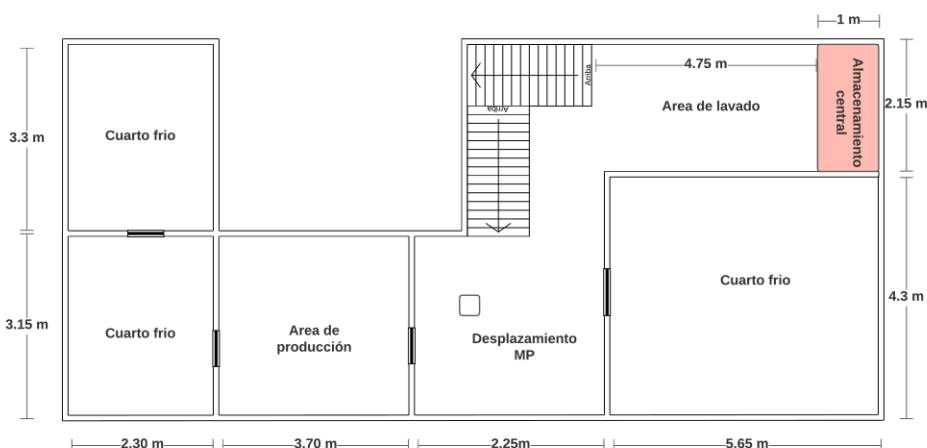 1 m
4.75 m
Arriba
Almacenamiento
central
2.15 m
Area de lavado
Cuarto frio
3.3 m
Arriba
Cuarto frio
4.3 m
3.15 m
Cuarto frio
Area de
producción
Desplazamiento
MP
2.30 m
3.70 m
2.25m
5.65 m